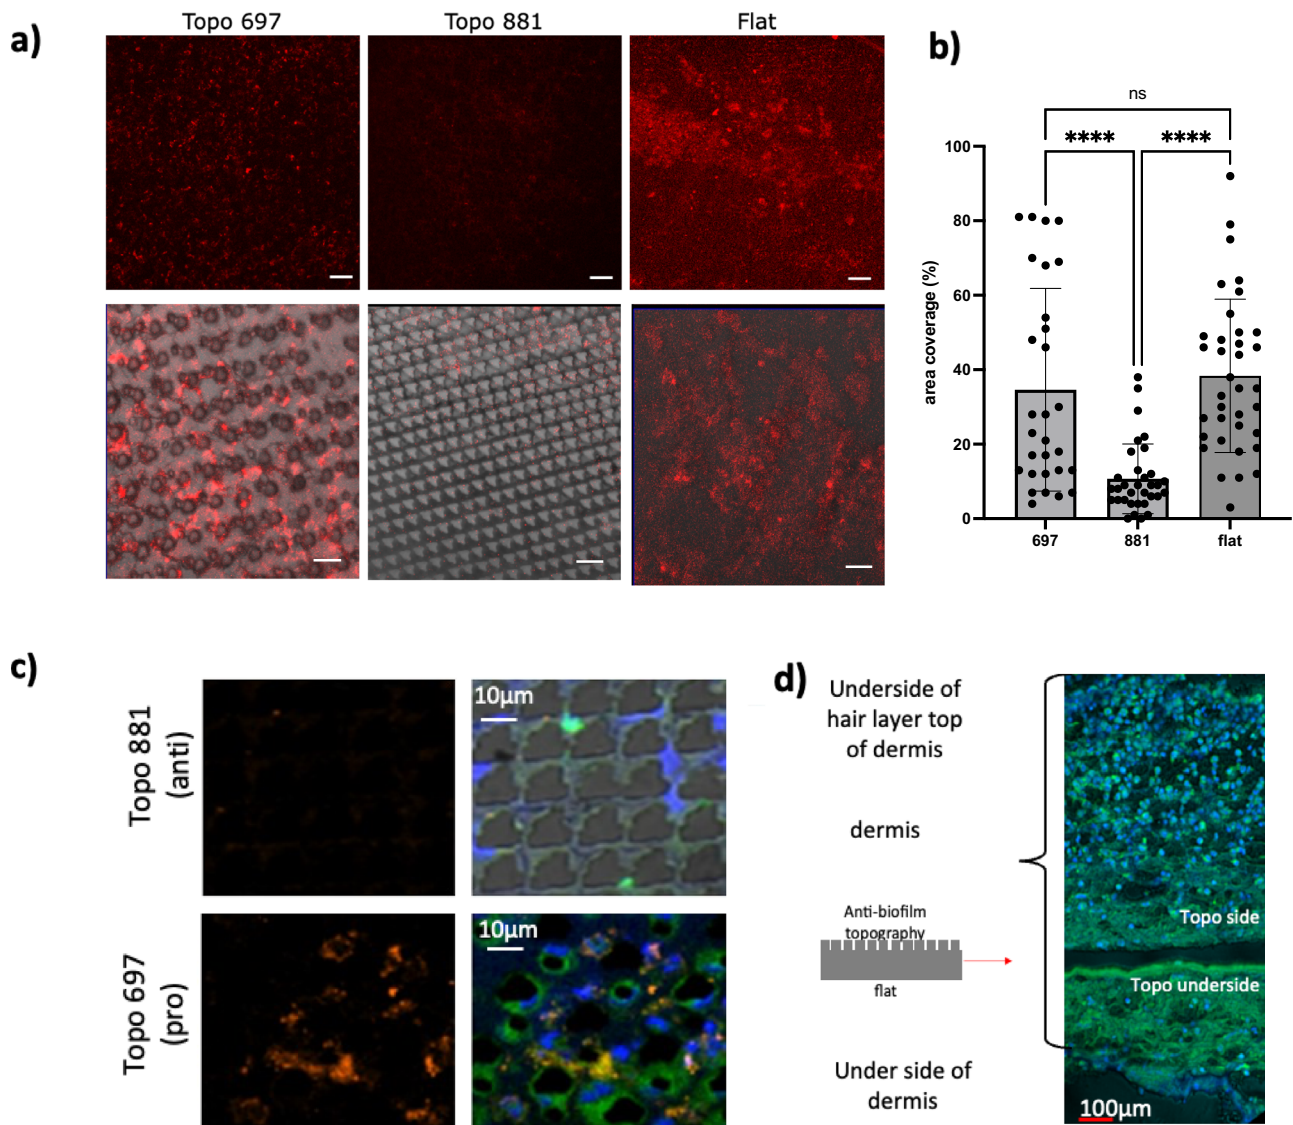 a)
Topo 697
Topo 881
Flat
b)
ns
****
****
100
80
60
40
20
0
area coverage (%)
697
881
flat
c)
Topo 881
(anti)
10µm
Topo 697
(pro)
10µm
d)
Underside of
hair layer top
of dermis
dermis
Anti-biofilm
topography
flat
Under side of
dermis
Topo side
Topo underside
100µm